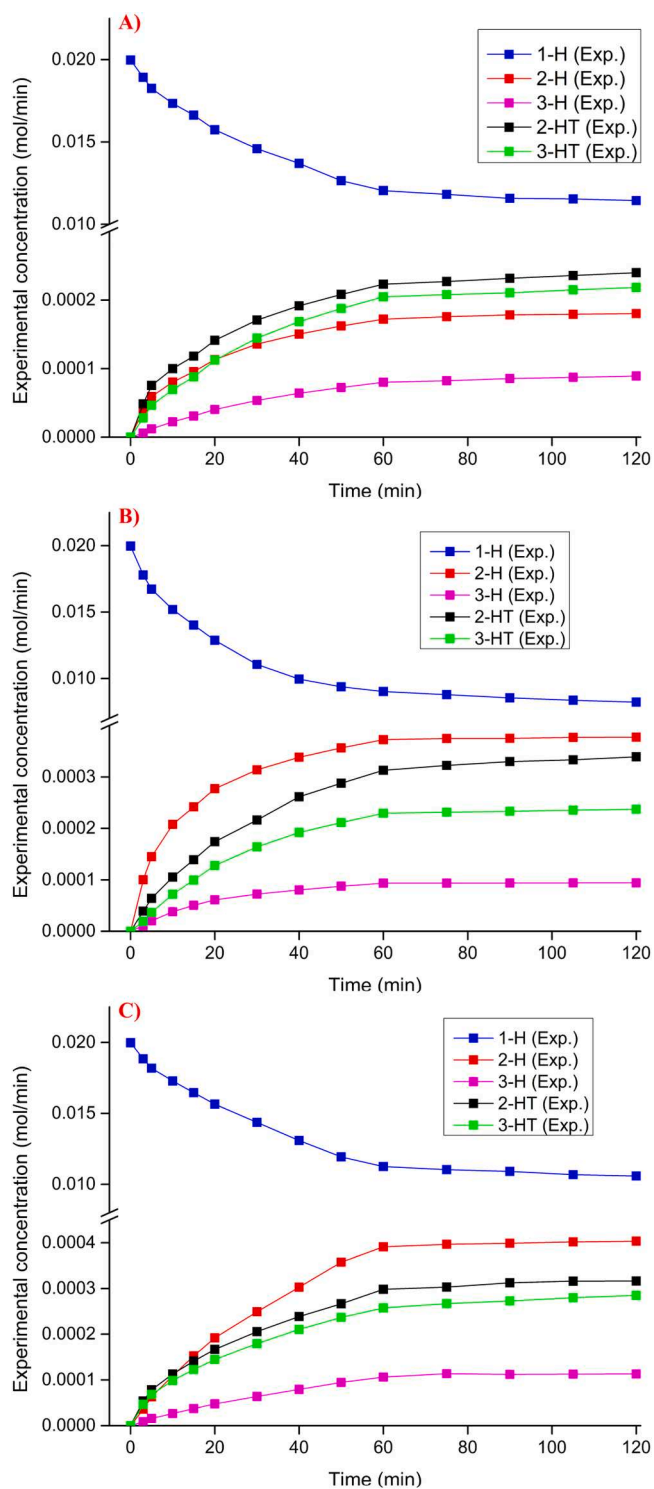 A)
1-H (Exp.)
2-H (Exp.)
3-H (Exp.)
2-HT (Exp.)
3-HT (Exp.)
Experimental concentration (mol/min)
0.020
0.015
0.010
0.0002
0.0001
0.0000
0 20 40 60 80 100 120
Time (min)
B)
1-H (Exp.)
2-H (Exp.)
3-H (Exp.)
2-HT (Exp.)
3-HT (Exp.)
Experimental concentration (mol/min)
0.020
0.015
0.010
0.0003
0.0002
0.0001
0.0000
0 20 40 60 80 100 120
Time (min)
C)
1-H (Exp.)
2-H (Exp.)
3-H (Exp.)
2-HT (Exp.)
3-HT (Exp.)
Experimental concentration (mol/min)
0.020
0.015
0.010
0.0004
0.0003
0.0002
0.0001
0.0000
0 20 40 60 80 100 120
Time (min)